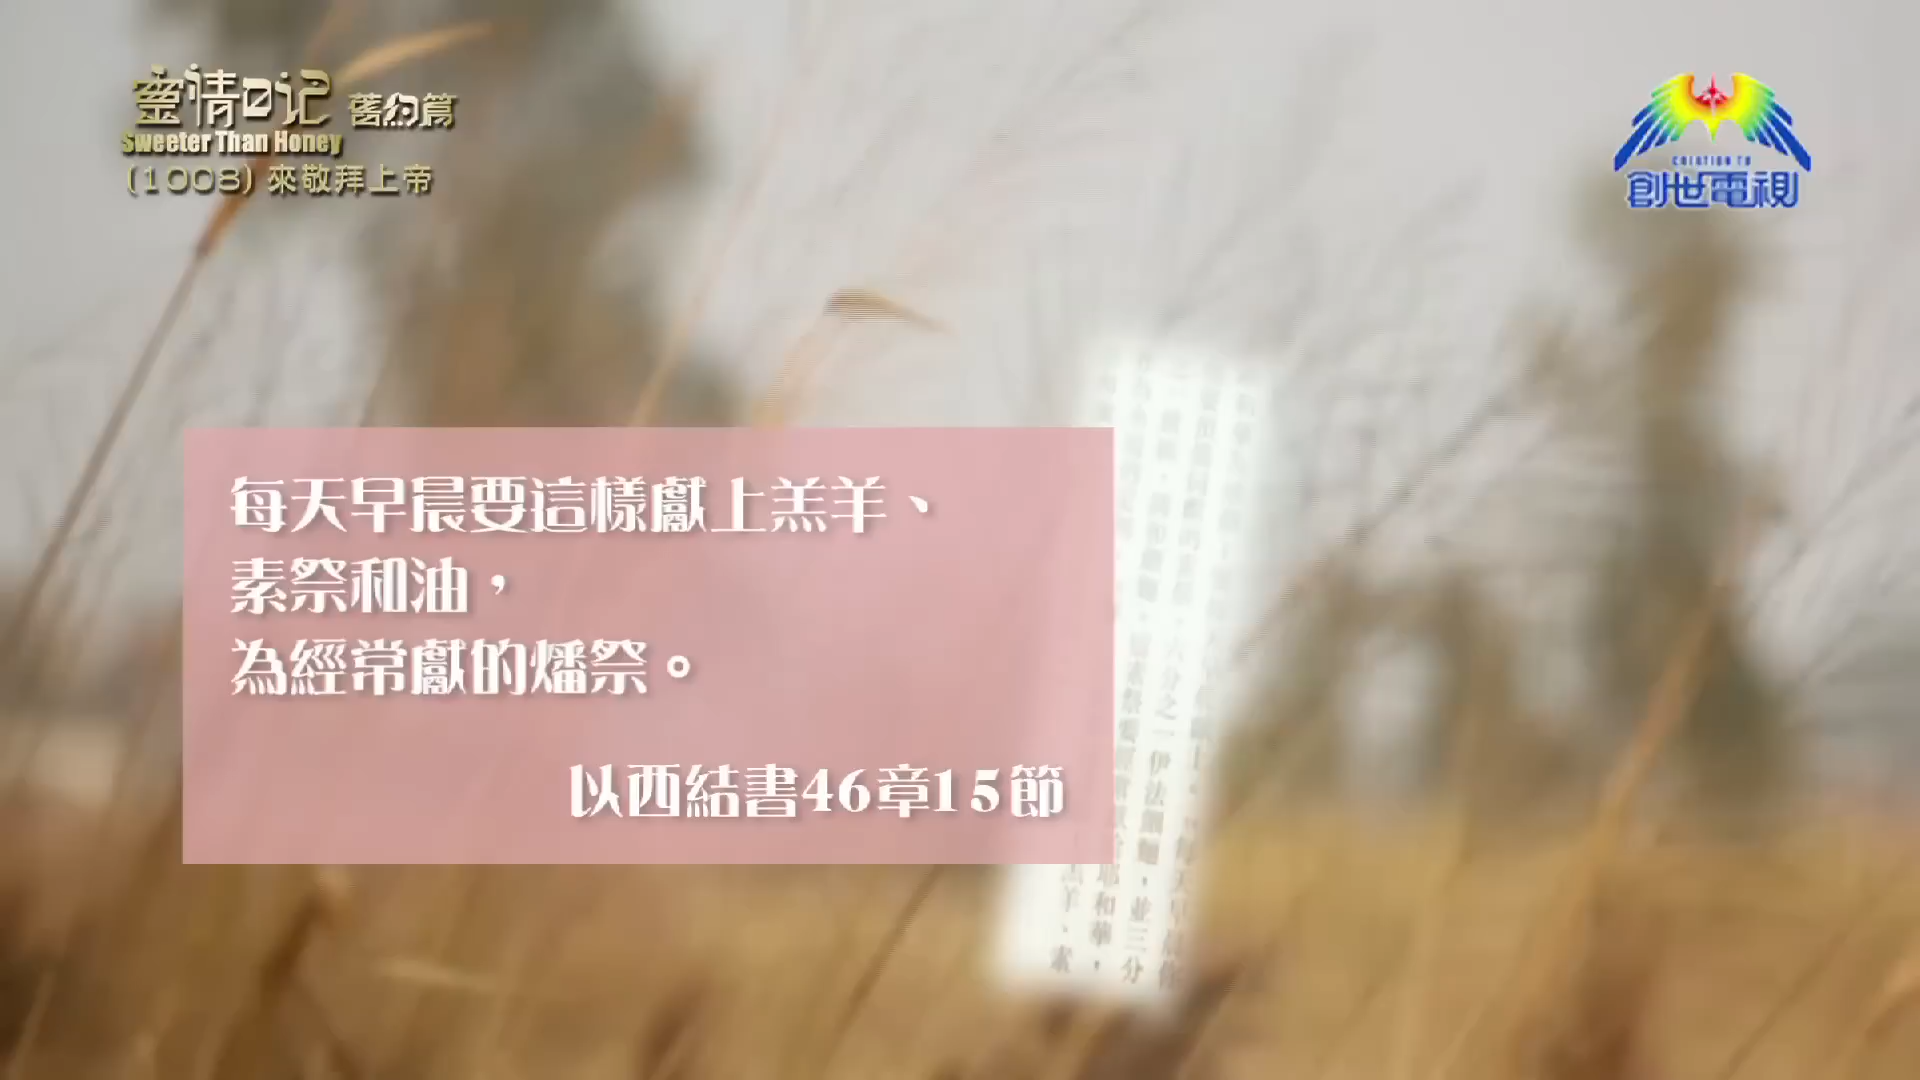 靈情日记 舊約篇
Sweeter Than Honey
(1008) 來敬拜上帝
CREATION TV
創世電視
每天早晨要這樣獻上羔羊、
素祭和油，
為經常獻的燔祭。
以西結書46章15節